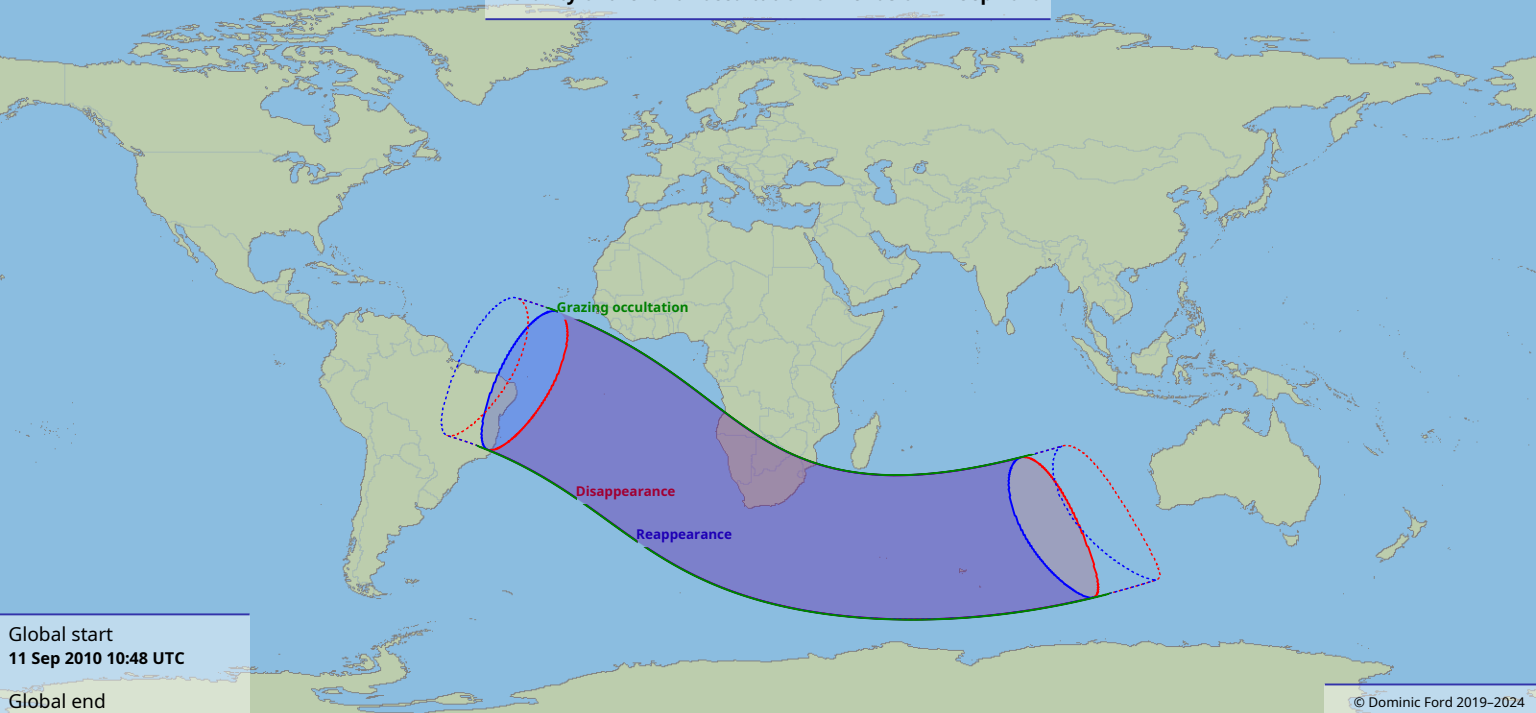 Grazing occultation
Disappearance
Reappearance
Global start
11 Sep 2010 10:48 UTC
Global end
© Dominic Ford 2019–2024